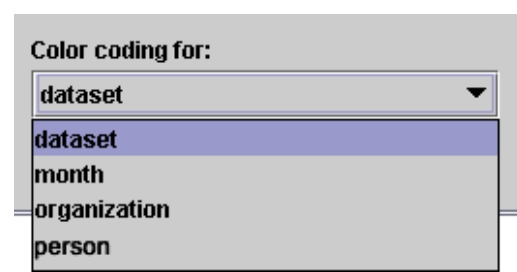 Color coding for:
dataset
dataset
month
organization
person